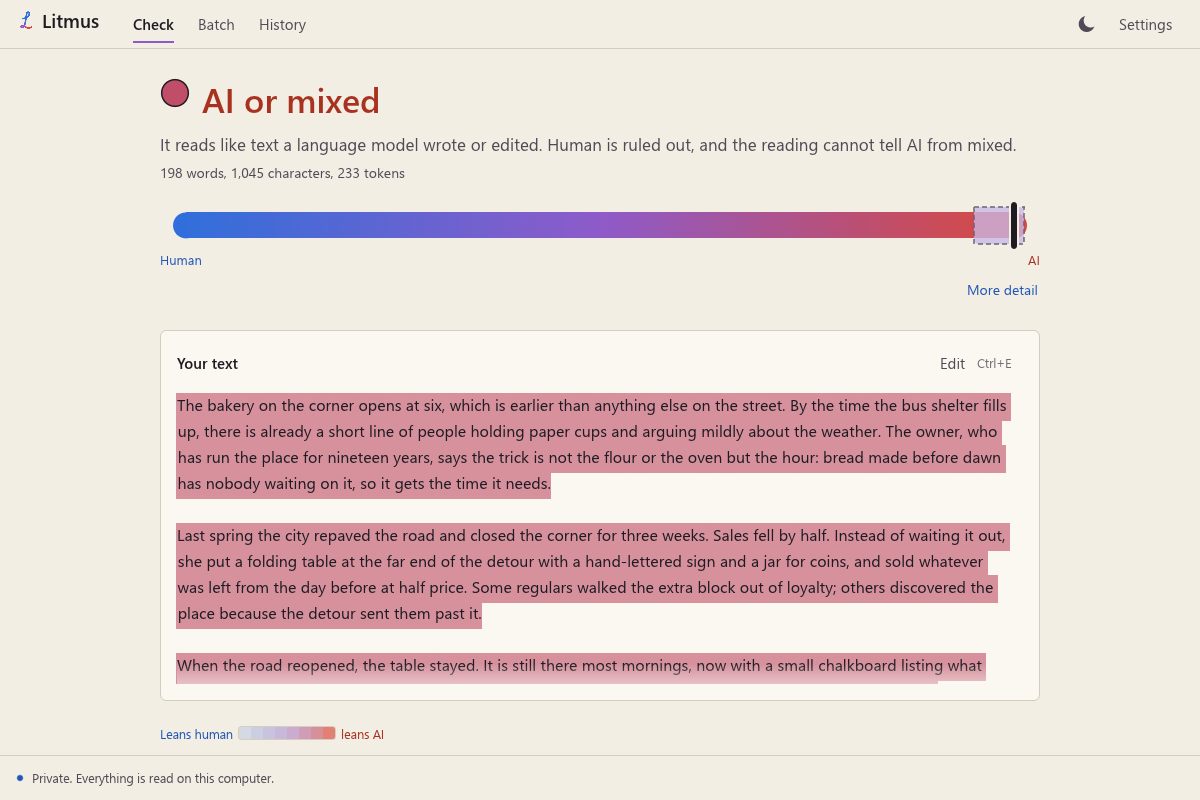 Litmus
Check
Batch
History
Settings
AI or mixed
It reads like text a language model wrote or edited. Human is ruled out, and the reading cannot tell AI from mixed.
198 words, 1,045 characters, 233 tokens
Human
AI
More detail
Your text
Edit
Ctrl+E
The bakery on the corner opens at six, which is earlier than anything else on the street. By the time the bus shelter fills
up, there is already a short line of people holding paper cups and arguing mildly about the weather. The owner, who
has run the place for nineteen years, says the trick is not the flour or the oven but the hour: bread made before dawn
has nobody waiting on it, so it gets the time it needs.
Last spring the city repaved the road and closed the corner for three weeks. Sales fell by half. Instead of waiting it out,
she put a folding table at the far end of the detour with a hand-lettered sign and a jar for coins, and sold whatever
was left from the day before at half price. Some regulars walked the extra block out of loyalty; others discovered the
place because the detour sent them past it.
When the road reopened, the table stayed. It is still there most mornings, now with a small chalkboard listing what
Leans human
leans AI
Private. Everything is read on this computer.